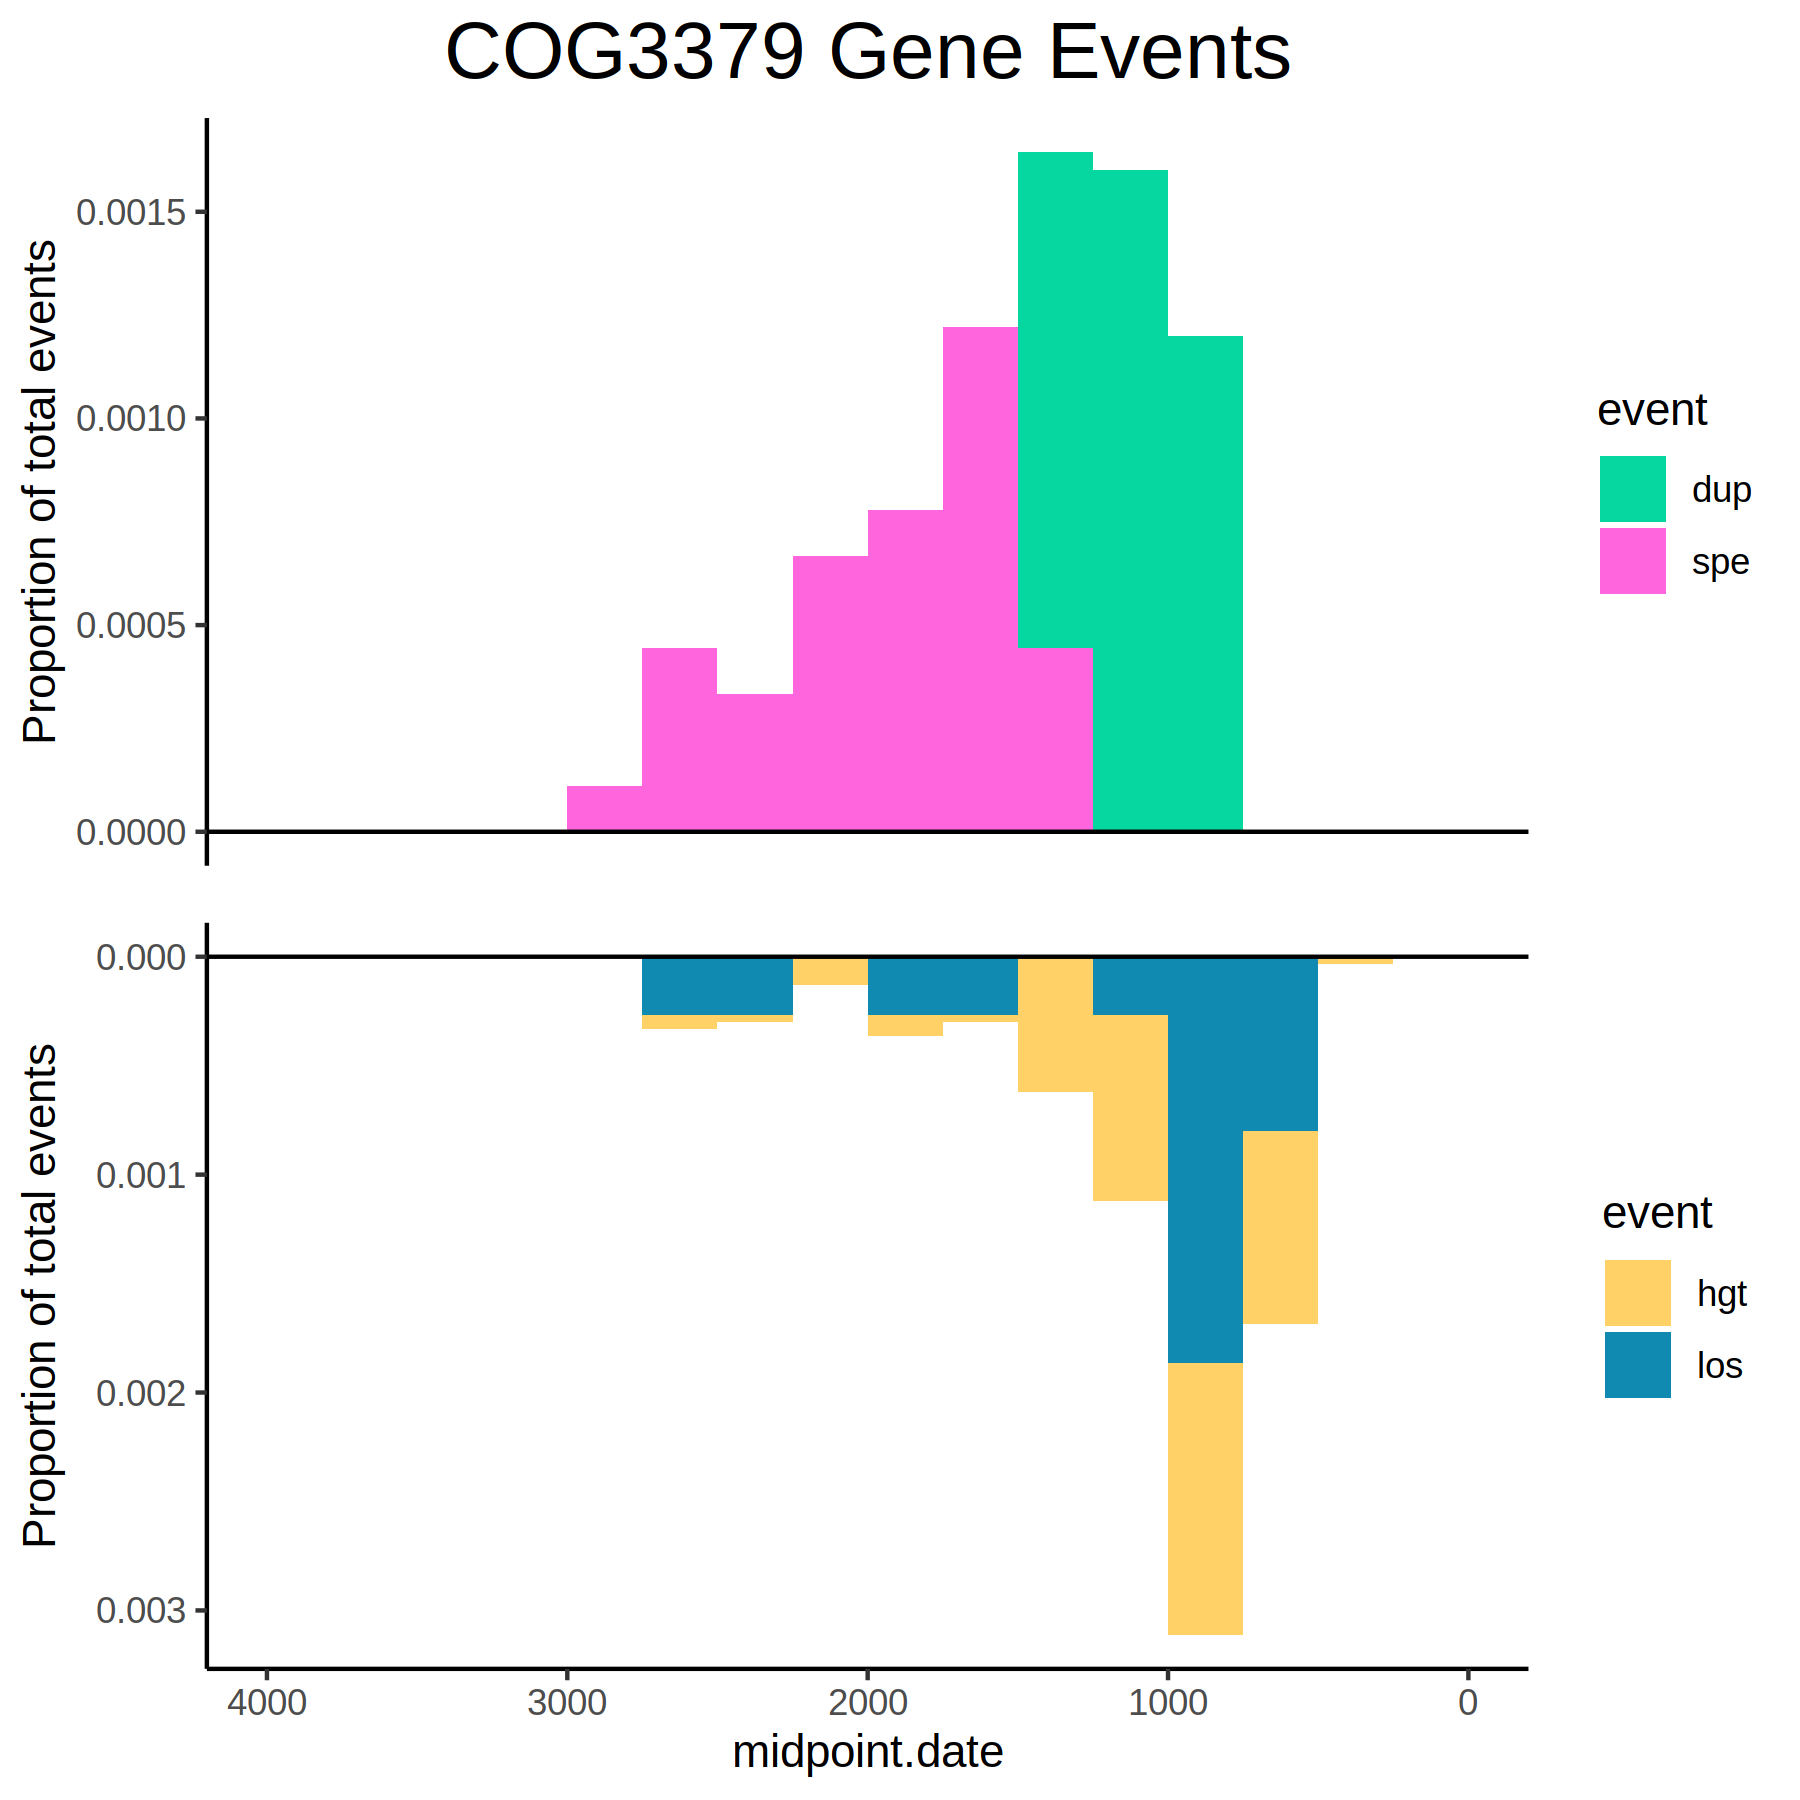 COG3379 Gene Events
Proportion of total events
0.0015
0.0010
0.0005
0.0000
event
dup
spe
Proportion of total events
0.000
0.001
0.002
0.003
event
hgt
los
4000 3000 2000 1000 0
midpoint.date